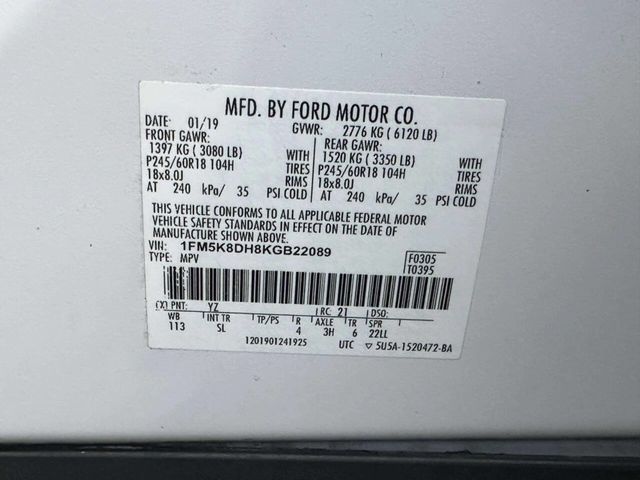 MFD. BY FORD MOTOR CO.
DATE: 01/19 GVWR: 2776 KG ( 6120 LB)
FRONT GAWR: REAR GAWR:
1397 KG ( 3080 LB) WITH 1520 KG ( 3350 LB) WITH
P245/60R18 104H TIRES P245/60R18 104H TIRES
18x8.0J RIMS 18x8.0J RIMS
AT 240 kPa/ 35 PSI COLD AT 240 kPa/ 35 PSI COLD
THIS VEHICLE CONFORMS TO ALL APPLICABLE FEDERAL MOTOR
VEHICLE SAFETY STANDARDS IN EFFECT ON THE DATE OF
MANUFACTURE SHOWN ABOVE.
VIN: 1FM5K8DH8KGB22089 F0305
TYPE: MPV T0395
(X) PNT: YZ RC: 21 DSO:
WB INT TR TP/PS R AXLE TR SPR
113 SL 4 3H 6 22LL
1201901241925 UTC ▽ 5U5A-1520472-BA